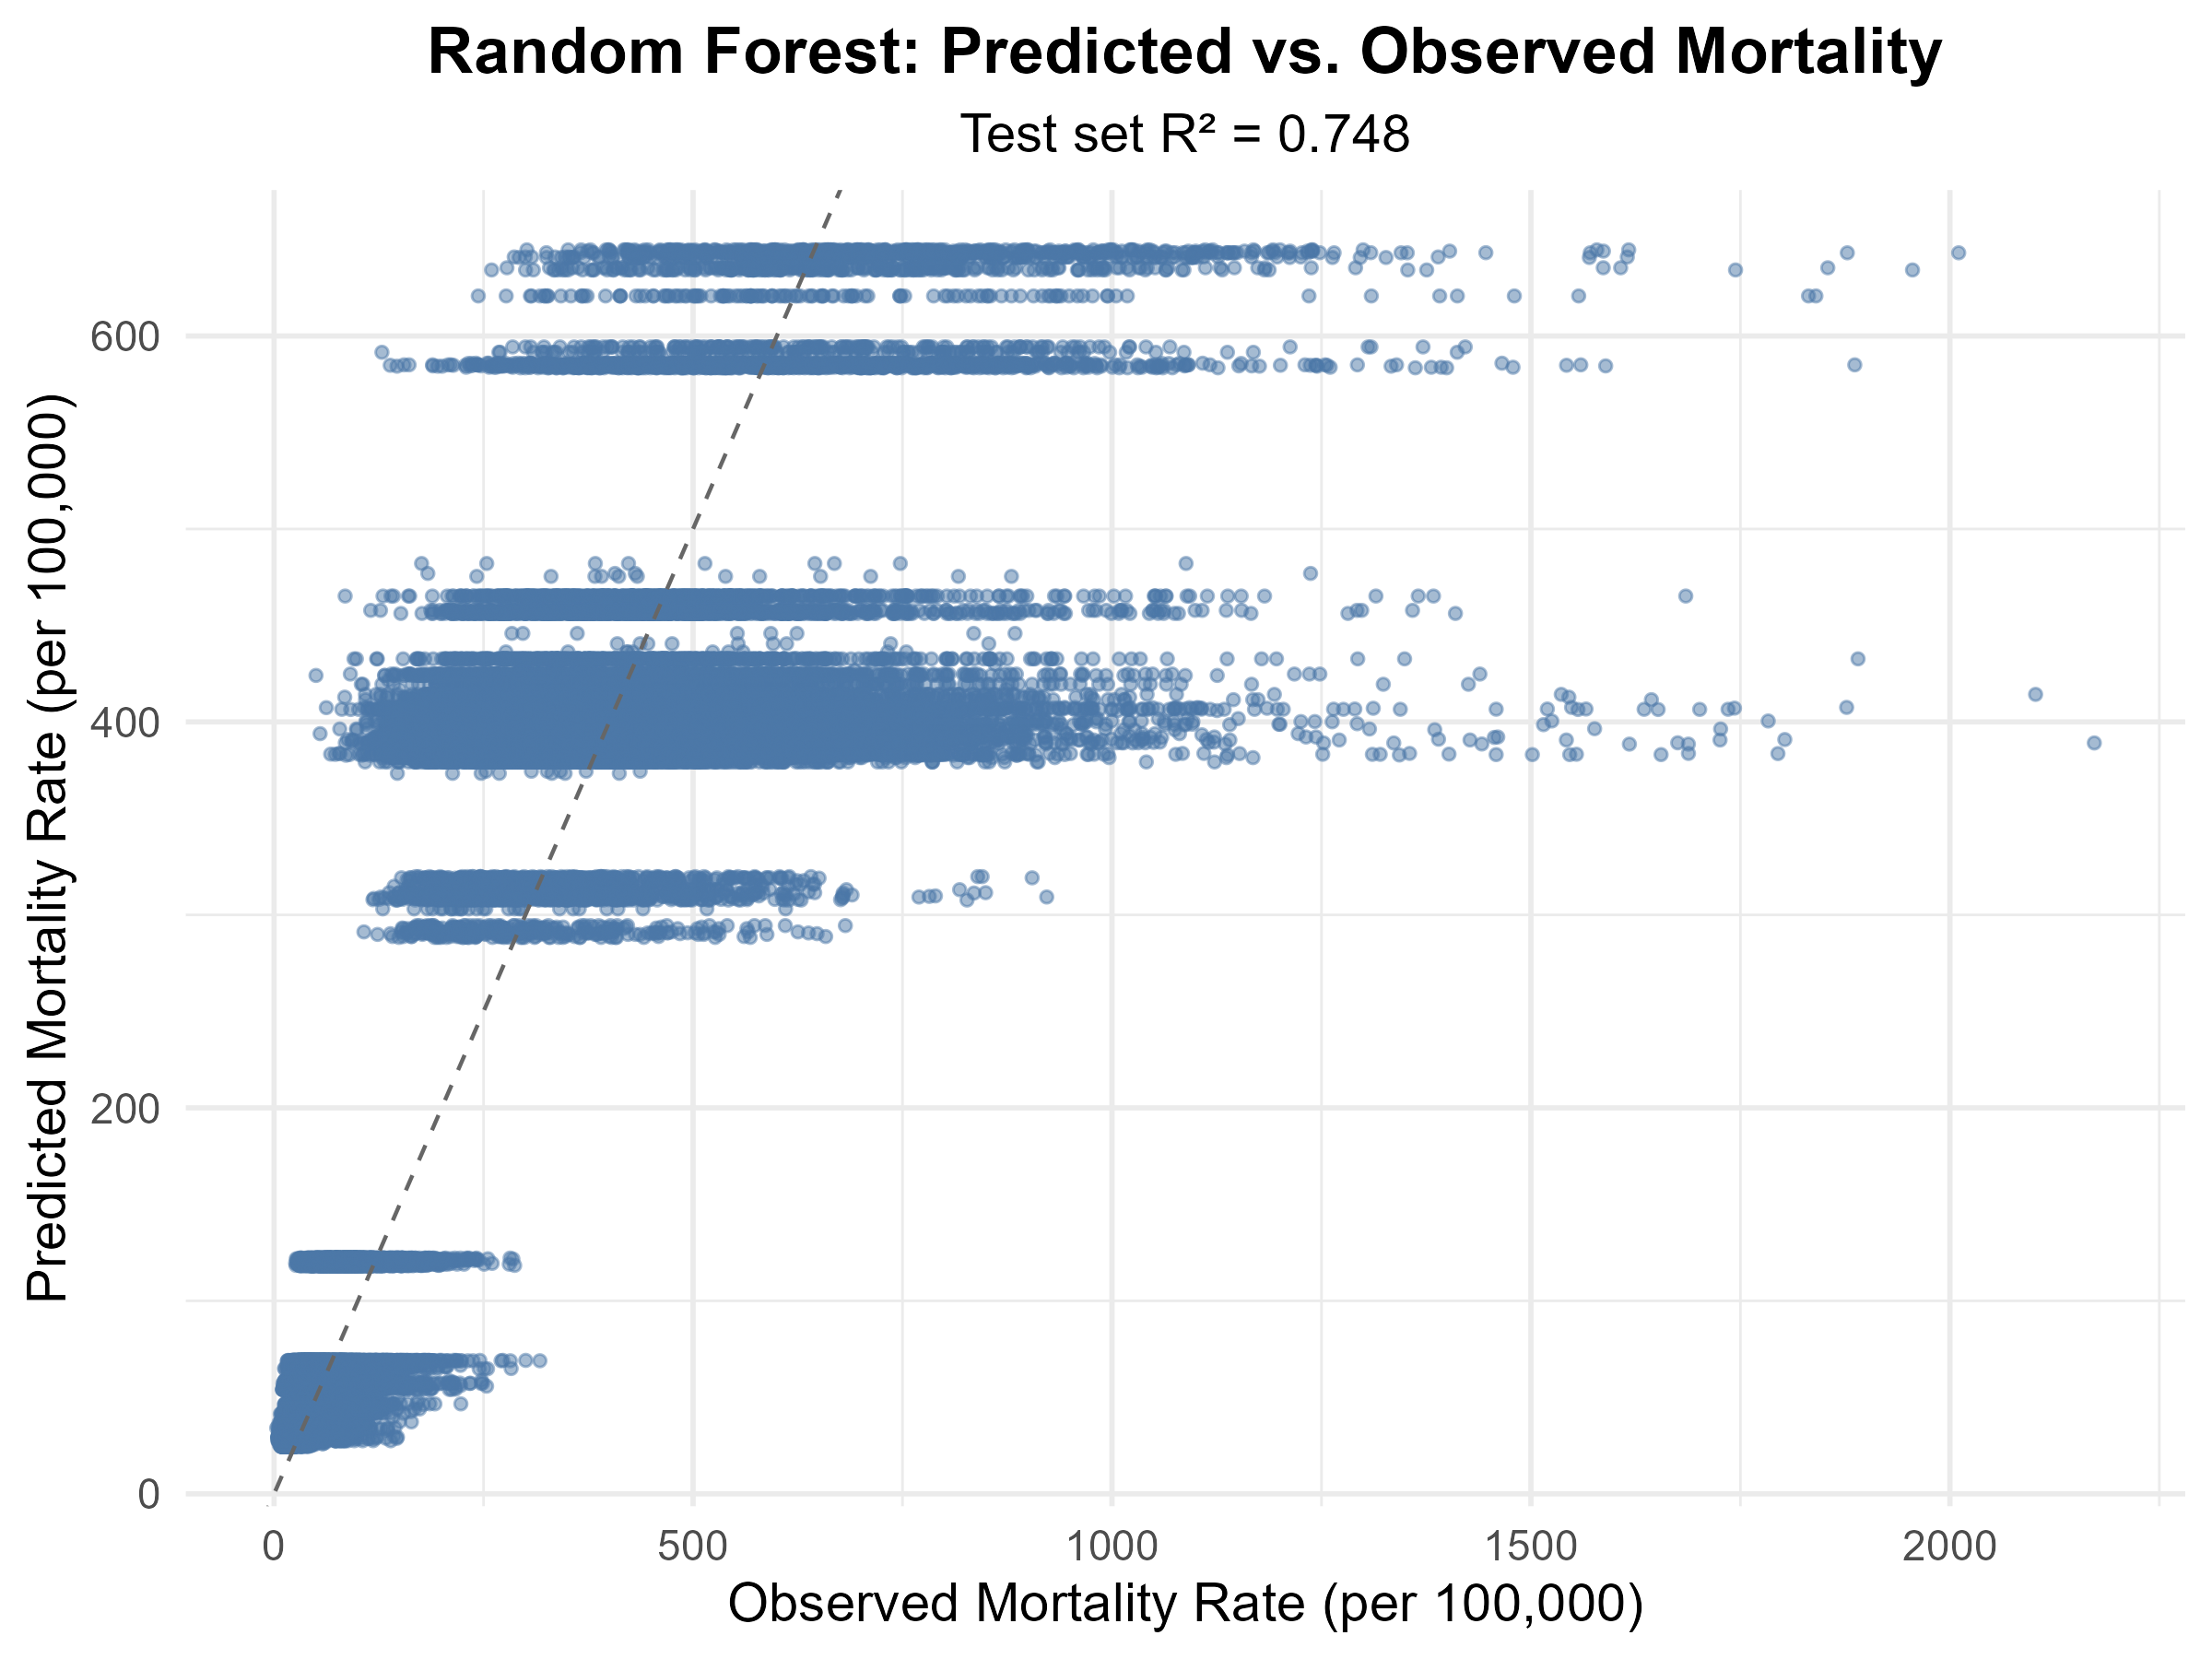 Random Forest: Predicted vs. Observed Mortality
Test set R² = 0.748
Predicted Mortality Rate (per 100,000)
600
400
200
0
0 500 1000 1500 2000
Observed Mortality Rate (per 100,000)